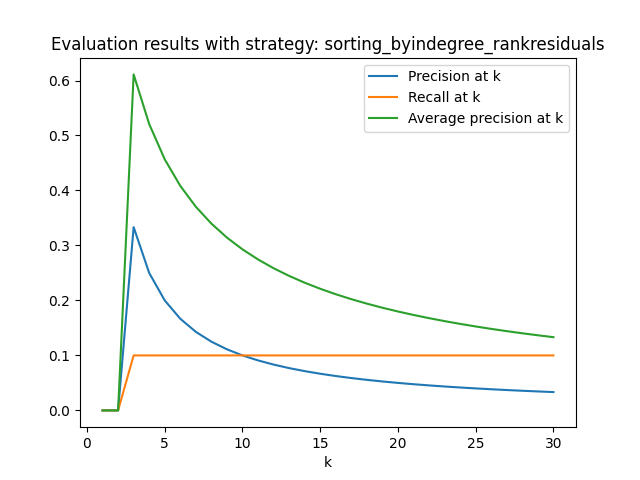 Evaluation results with strategy: sorting_byindegree_rankresiduals
Precision at k
Recall at k
Average precision at k
0.6
0.5
0.4
0.3
0.2
0.1
0.0
0 5 10 15 20 25 30
k